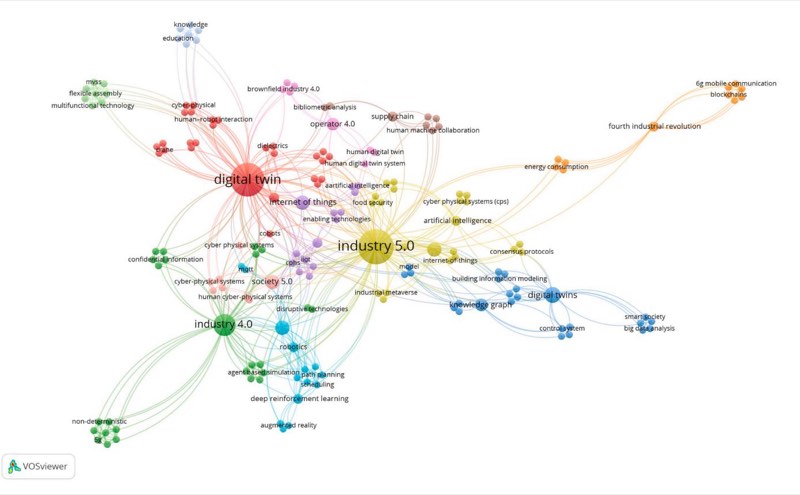 knowledge
education
mess
flexible assembly
multifunctional technology
6g mobile communication
blockchains
brownfield industry 4.0
cyber-physical
bibliometric analysis
supply chain
human-robot interaction
operator 4.0
human machine collaboration
fourth industrial revolution
crane
dielectrics
human digital twin
human digital twin system
energy consumption
digital twin
aartificial intelligence
internet of things
food security
cyber physical systems (cps)
enabling technologies
artificial intelligence
cobots
cyber physical systems
industry 5.0
confidential information
cphs
iiot
internet-of-things
consensus protocols
mqtt
model
cyber-physical systems
society 5.0
building information modeling
human cyber-physical systems
industrial metaverse
digital twins
disruptive technologies
knowledge graph
industry 4.0
smart society
control system
big data analysis
robotics
agent based simulation
path planning
scheduling
deep reinforcement learning
non-deterministic
augmented reality
5g
VOSviewer